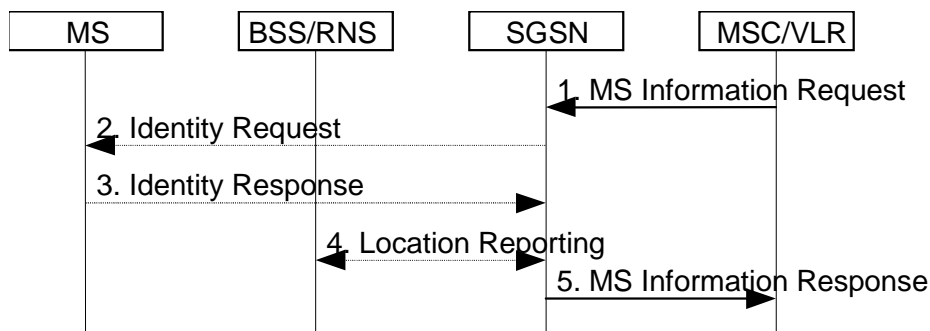 MS
BSS/RNS
SGSN
MSC/VLR
1. MS Information Request
2. Identity Request
3. Identity Response
4. Location Reporting
5. MS Information Response